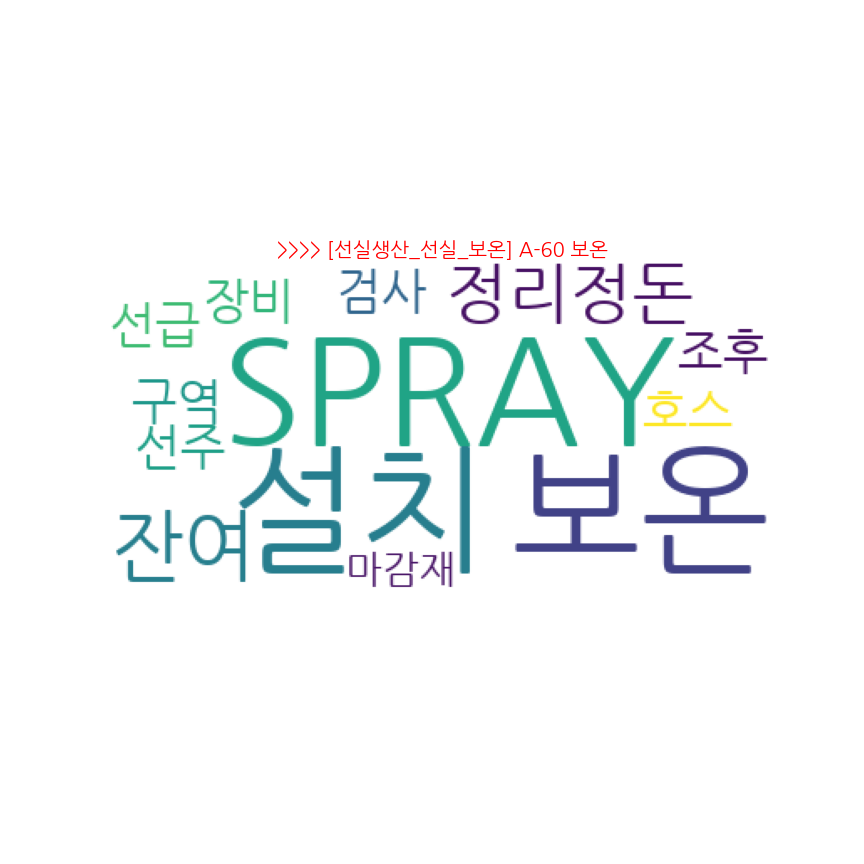 >>>> [선실생산_선실_보온] A-60 보온
정리정돈
검사
장비
선급
조후
SPRAY
구역
호스
선주
설치
보온
잔여
마감재